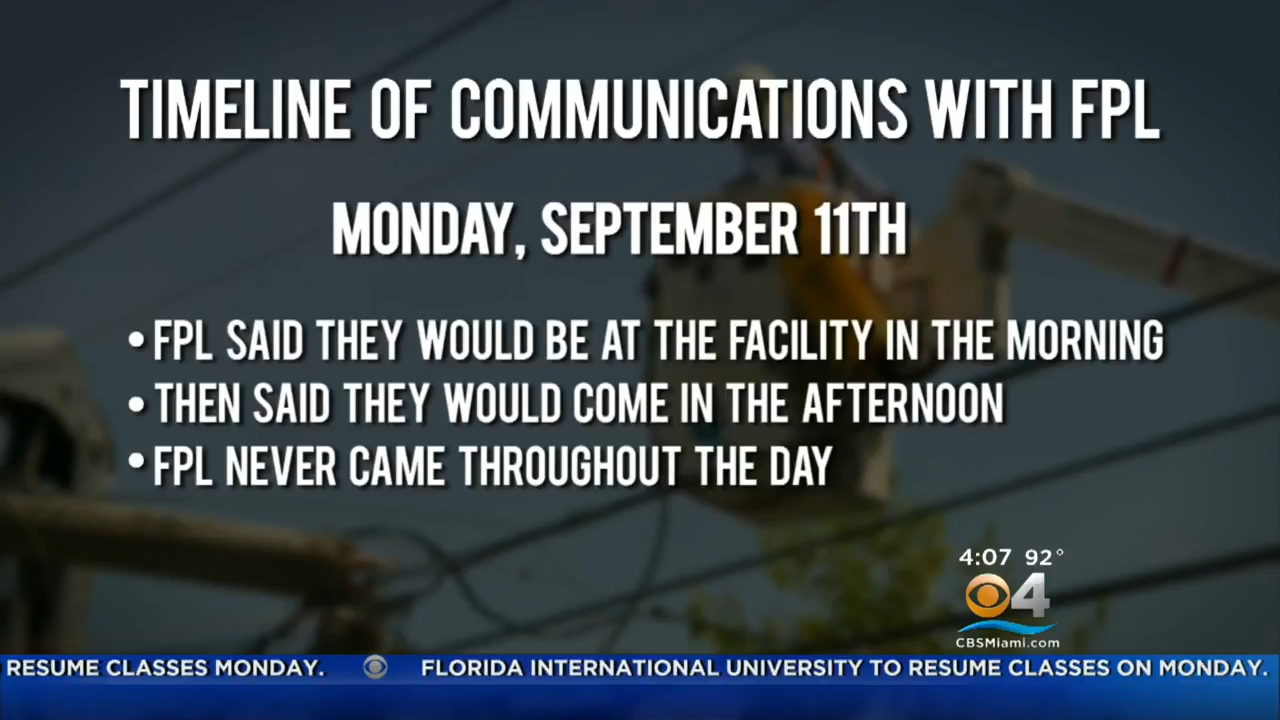 TIMELINE OF COMMUNICATIONS WITH FPL
MONDAY, SEPTEMBER 11TH
• FPL SAID THEY WOULD BE AT THE FACILITY IN THE MORNING
• THEN SAID THEY WOULD COME IN THE AFTERNOON
• FPL NEVER CAME THROUGHOUT THE DAY
4:07 92°
4
CBSMiami.com
RESUME CLASSES MONDAY. FLORIDA INTERNATIONAL UNIVERSITY TO RESUME CLASSES ON MONDAY.